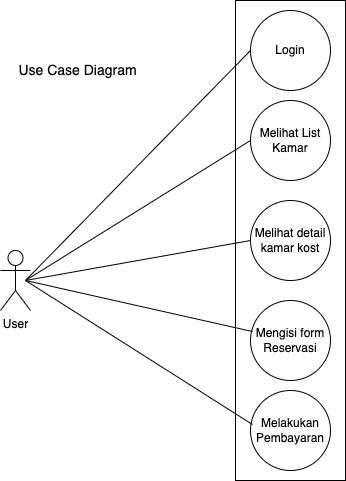 Use Case Diagram
Login
Melihat List
Kamar
Melihat detail
kamar kost
Mengisi form
Reservasi
Melakukan
Pembayaran
User